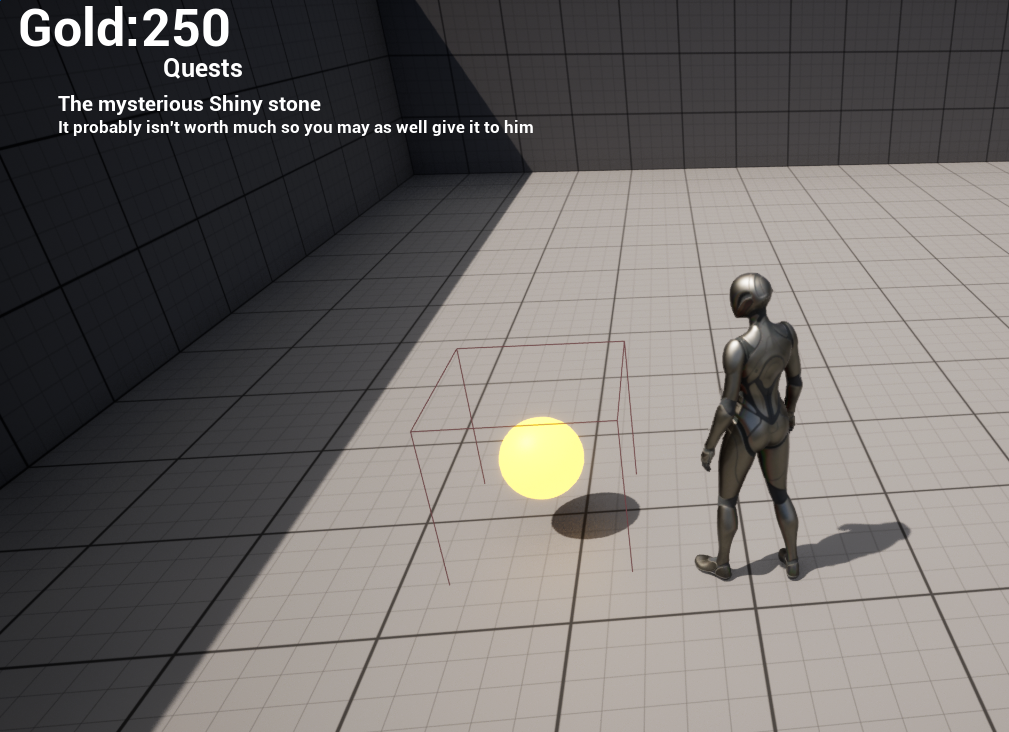 Gold:250
Quests
The mysterious Shiny stone
It probably isn't worth much so you may as well give it to him